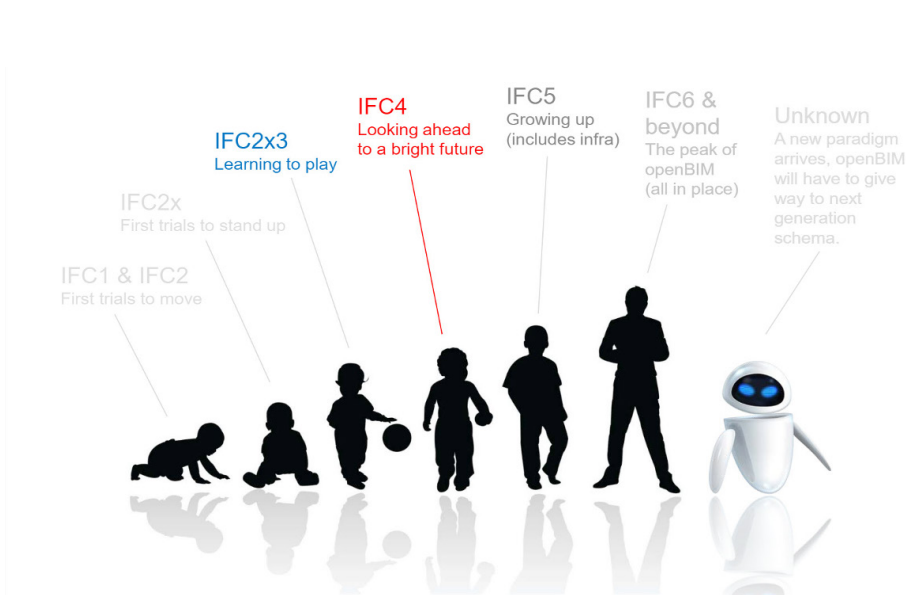 IFC1 & IFC2
First trials to move
IFC2x
First trials to stand up
IFC2x3
Learning to play
IFC4
Looking ahead
to a bright future
IFC5
Growing up
(includes infra)
IFC6 &
beyond
The peak of
openBIM
(all in place)
Unknown
A new paradigm
arrives, openBIM
will have to give
way to next
generation
schema.